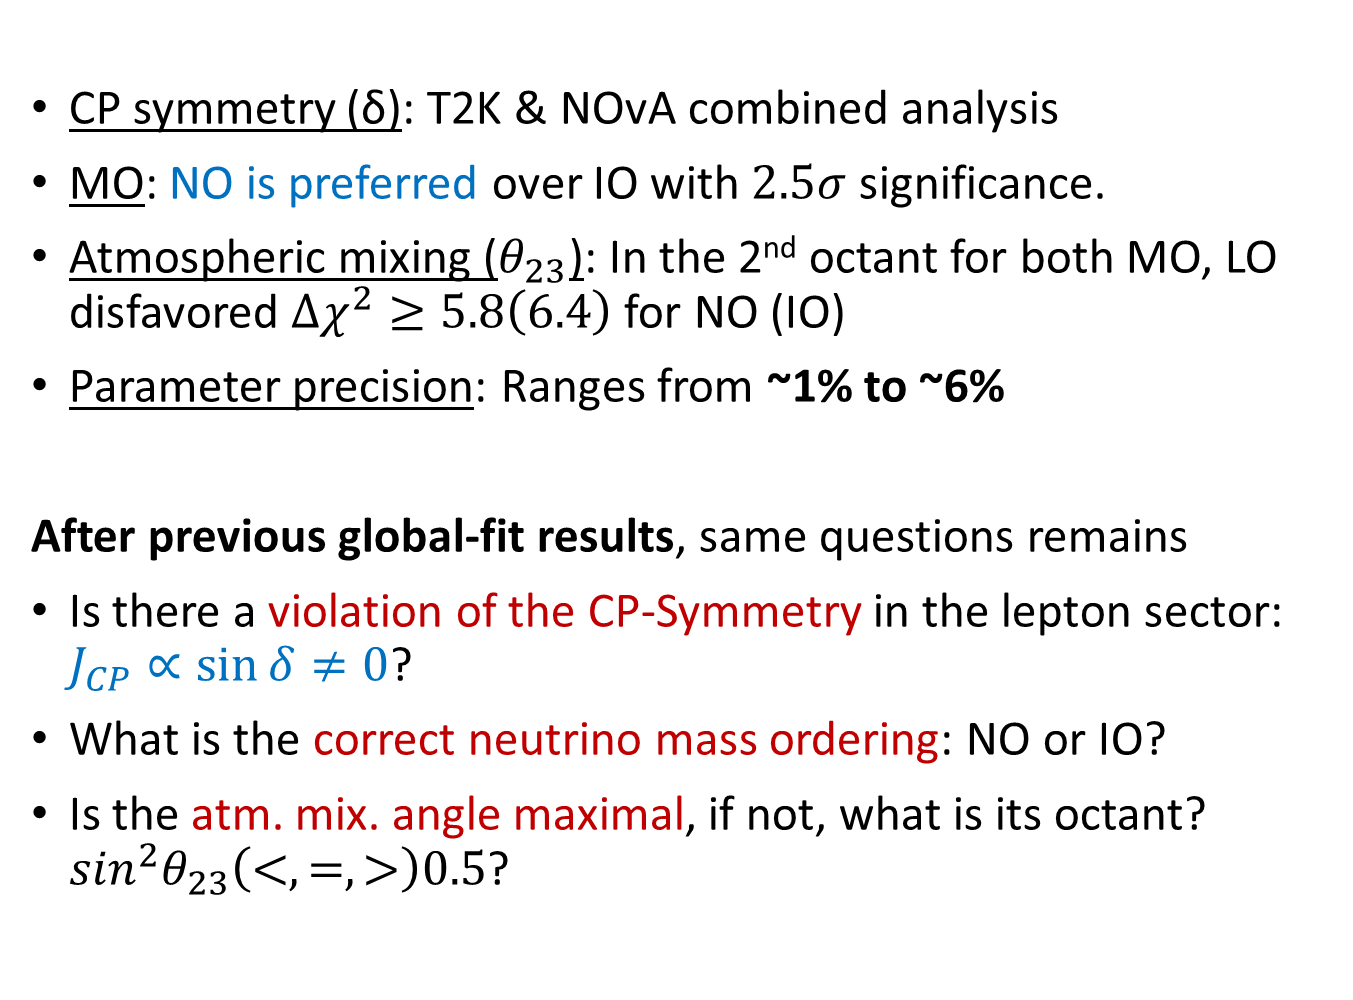 • CP symmetry (δ): T2K & NOvA combined analysis
• MO: NO is preferred over IO with 2.5σ significance.
• Atmospheric mixing (θ₂₃): In the 2ⁿᵈ octant for both MO, LO
disfavored Δχ² ≥ 5.8(6.4) for NO (IO)
• Parameter precision: Ranges from ~1% to ~6%
After previous global-fit results, same questions remains
• Is there a violation of the CP-Symmetry in the lepton sector:
J_CP ∝ sin δ ≠ 0?
• What is the correct neutrino mass ordering: NO or IO?
• Is the atm. mix. angle maximal, if not, what is its octant?
sin²θ₂₃(<, =, >)0.5?